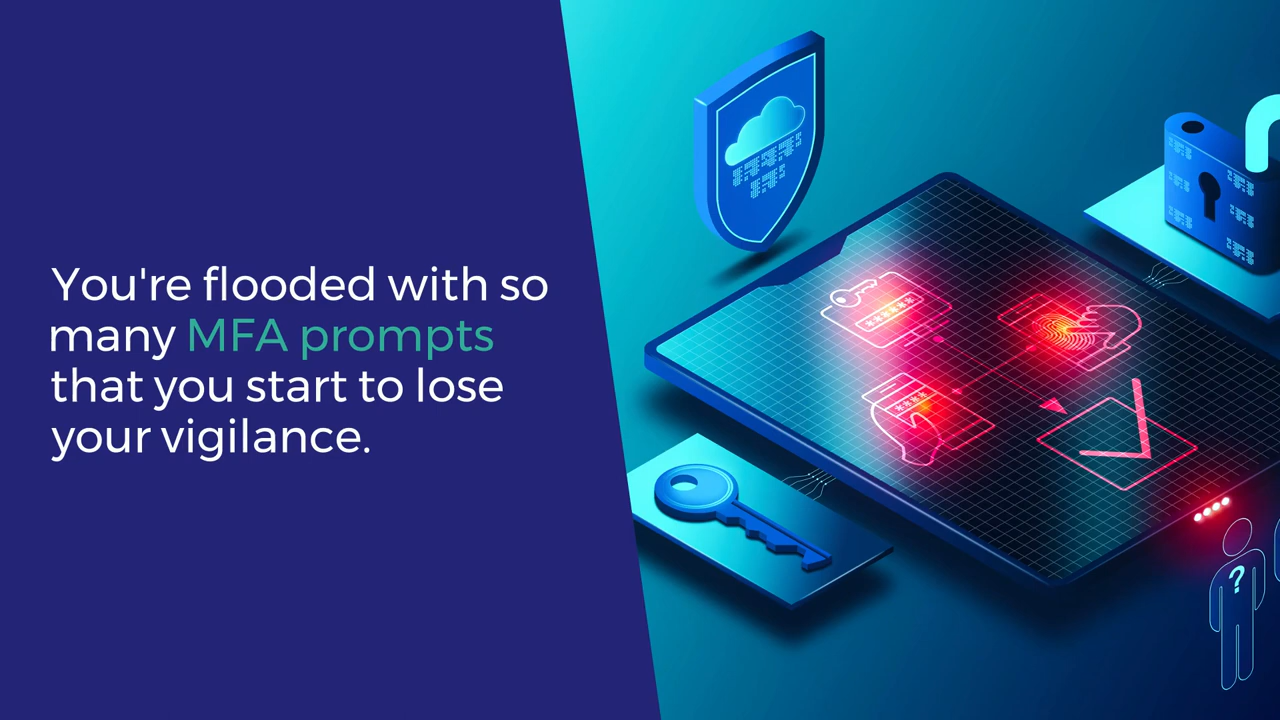 You're flooded with so
many MFA prompts
that you start to lose
your vigilance.
****
****
****
?